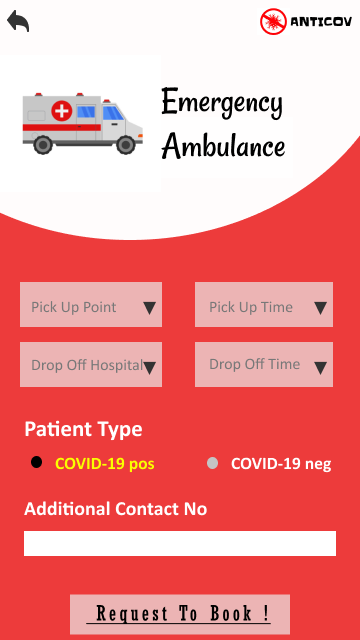 ANTICOV
Emergency
Ambulance
Pick Up Point
Pick Up Time
Drop Off Hospital
Drop Off Time
Patient Type
COVID-19 pos
COVID-19 neg
Additional Contact No
Request To Book !